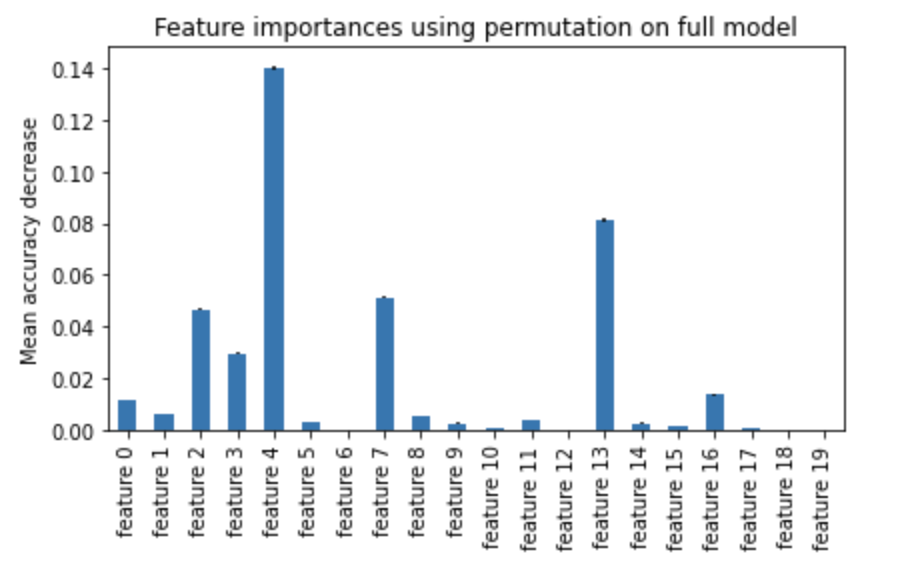 Feature importances using permutation on full model
Mean accuracy decrease
0.14
0.12
0.10
0.08
0.06
0.04
0.02
0.00
feature 0
feature 1
feature 2
feature 3
feature 4
feature 5
feature 6
feature 7
feature 8
feature 9
feature 10
feature 11
feature 12
feature 13
feature 14
feature 15
feature 16
feature 17
feature 18
feature 19